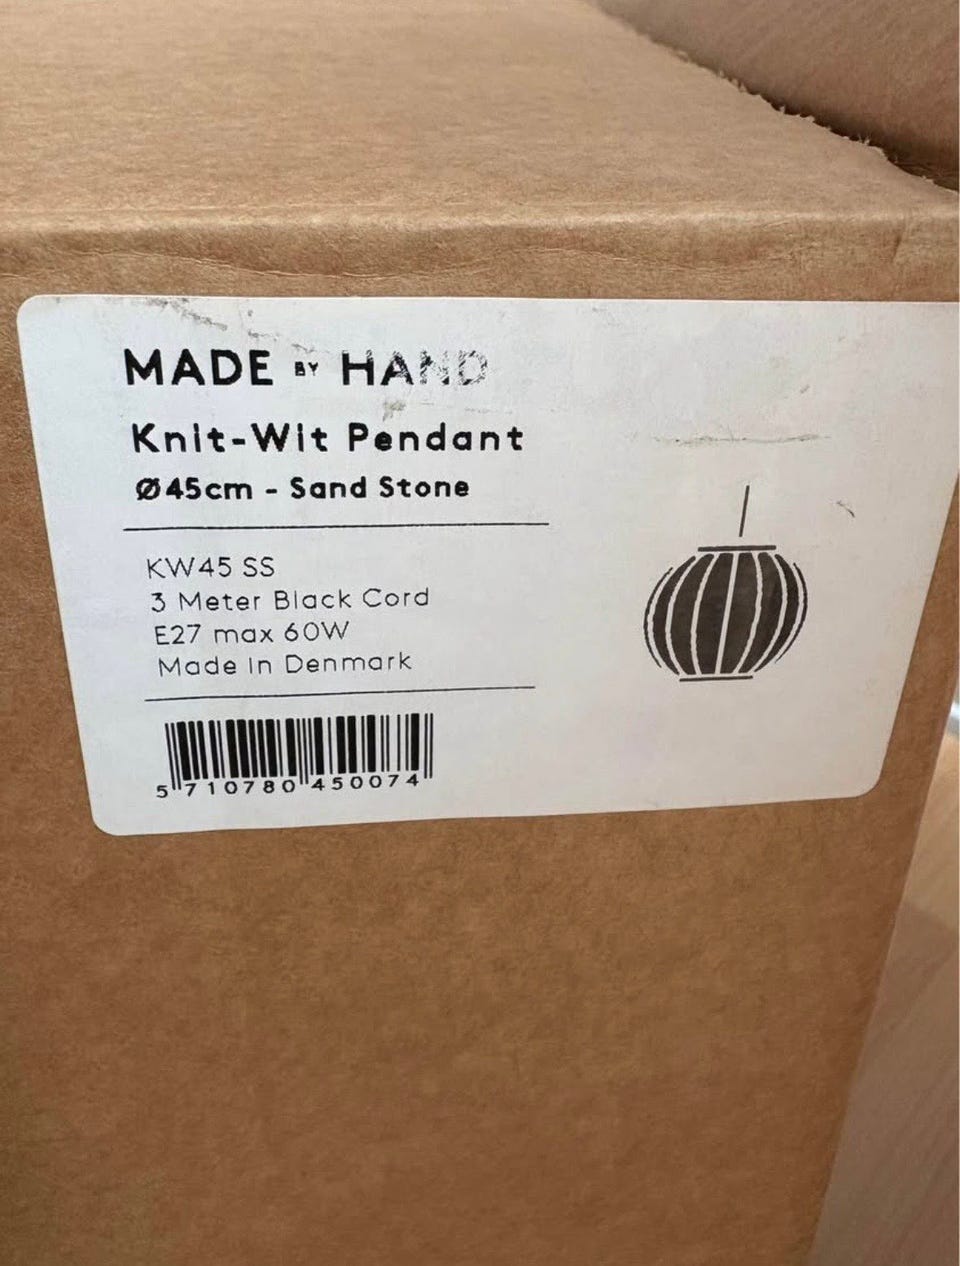 MADE BY HAND
Knit-Wit Pendant
Ø45cm - Sand Stone
KW45 SS
3 Meter Black Cord
E27 max 60W
Made in Denmark
5 710780 450074